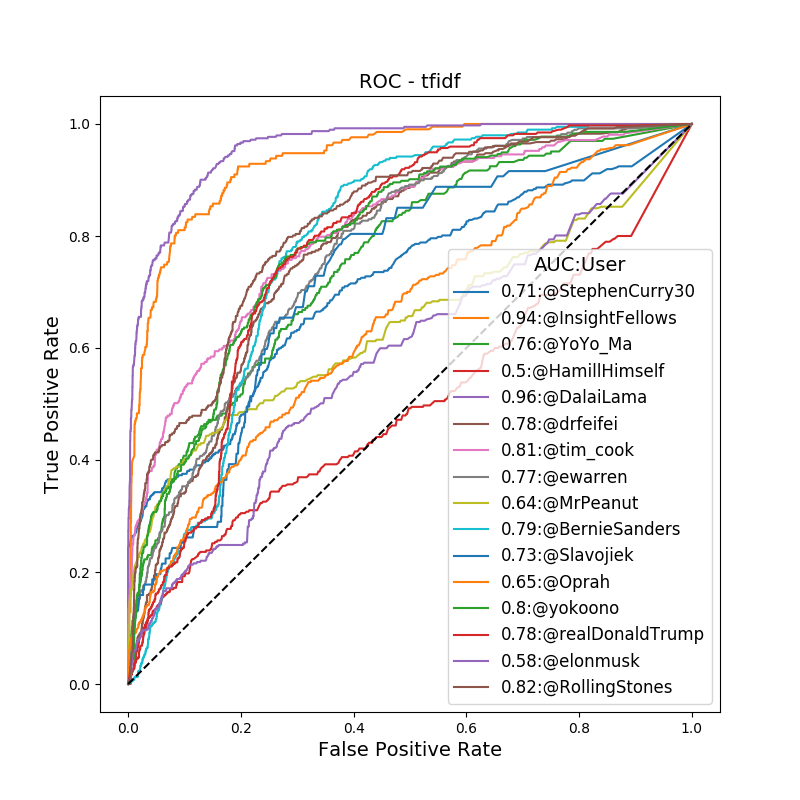 ROC - tfidf
True Positive Rate
1.0
0.8
0.6
0.4
0.2
0.0
AUC:User
0.71:@StephenCurry30
0.94:@InsightFellows
0.76:@YoYo_Ma
0.5:@HamillHimself
0.96:@DalaiLama
0.78:@drfeifei
0.81:@tim_cook
0.77:@ewarren
0.64:@MrPeanut
0.79:@BernieSanders
0.73:@Slavojiek
0.65:@Oprah
0.8:@yokoono
0.78:@realDonaldTrump
0.58:@elonmusk
0.82:@RollingStones
0.0 0.2 0.4 0.6 0.8 1.0
False Positive Rate